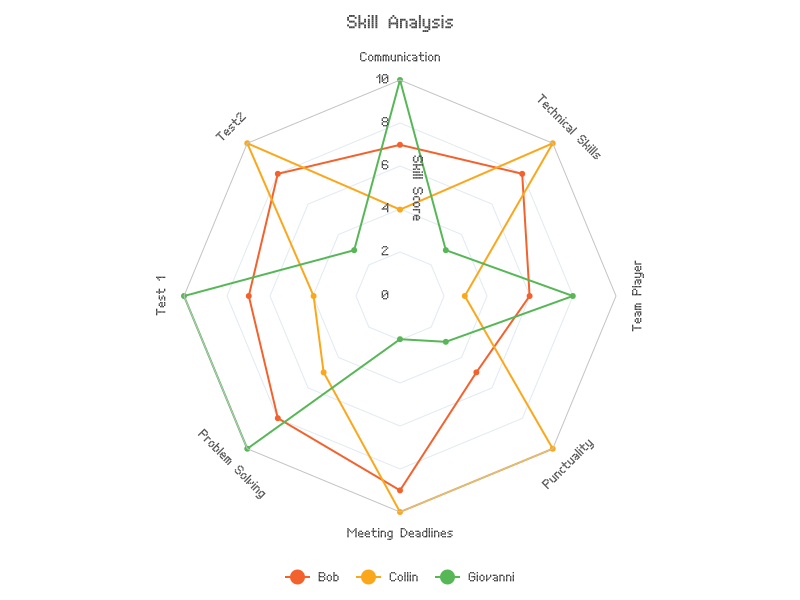 Skill Analysis
Communication
Technical Skills
Team Player
Punctuality
Meeting Deadlines
Problem Solving
Test 1
Test2
10
8
6
4
2
0
Skill Score
Bob
Collin
Giovanni